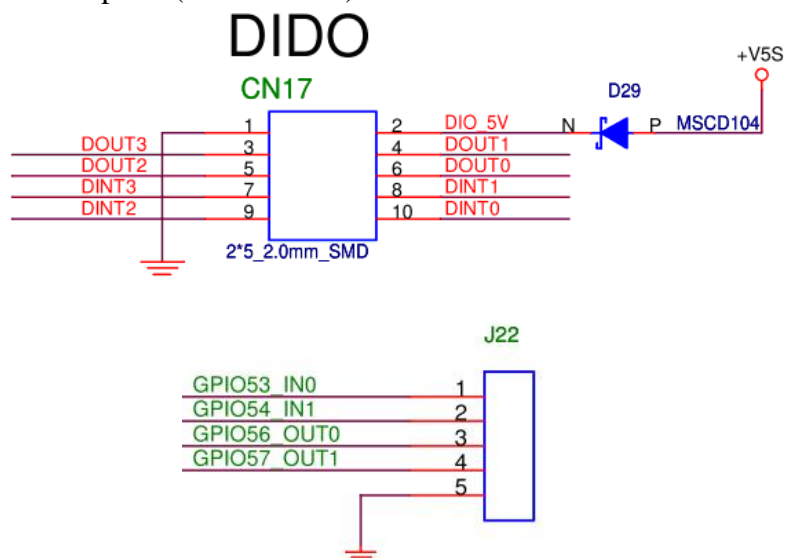 DIDO
+V5S
CN17
D29
1 2 DIO_5V N P MSCD104
DOUT3 3 4 DOUT1
DOUT2 5 6 DOUT0
DINT3 7 8 DINT1
DINT2 9 10 DINT0
2*5_2.0mm_SMD
J22
GPIO53_IN0 1
GPIO54_IN1 2
GPIO56_OUT0 3
GPIO57_OUT1 4
5